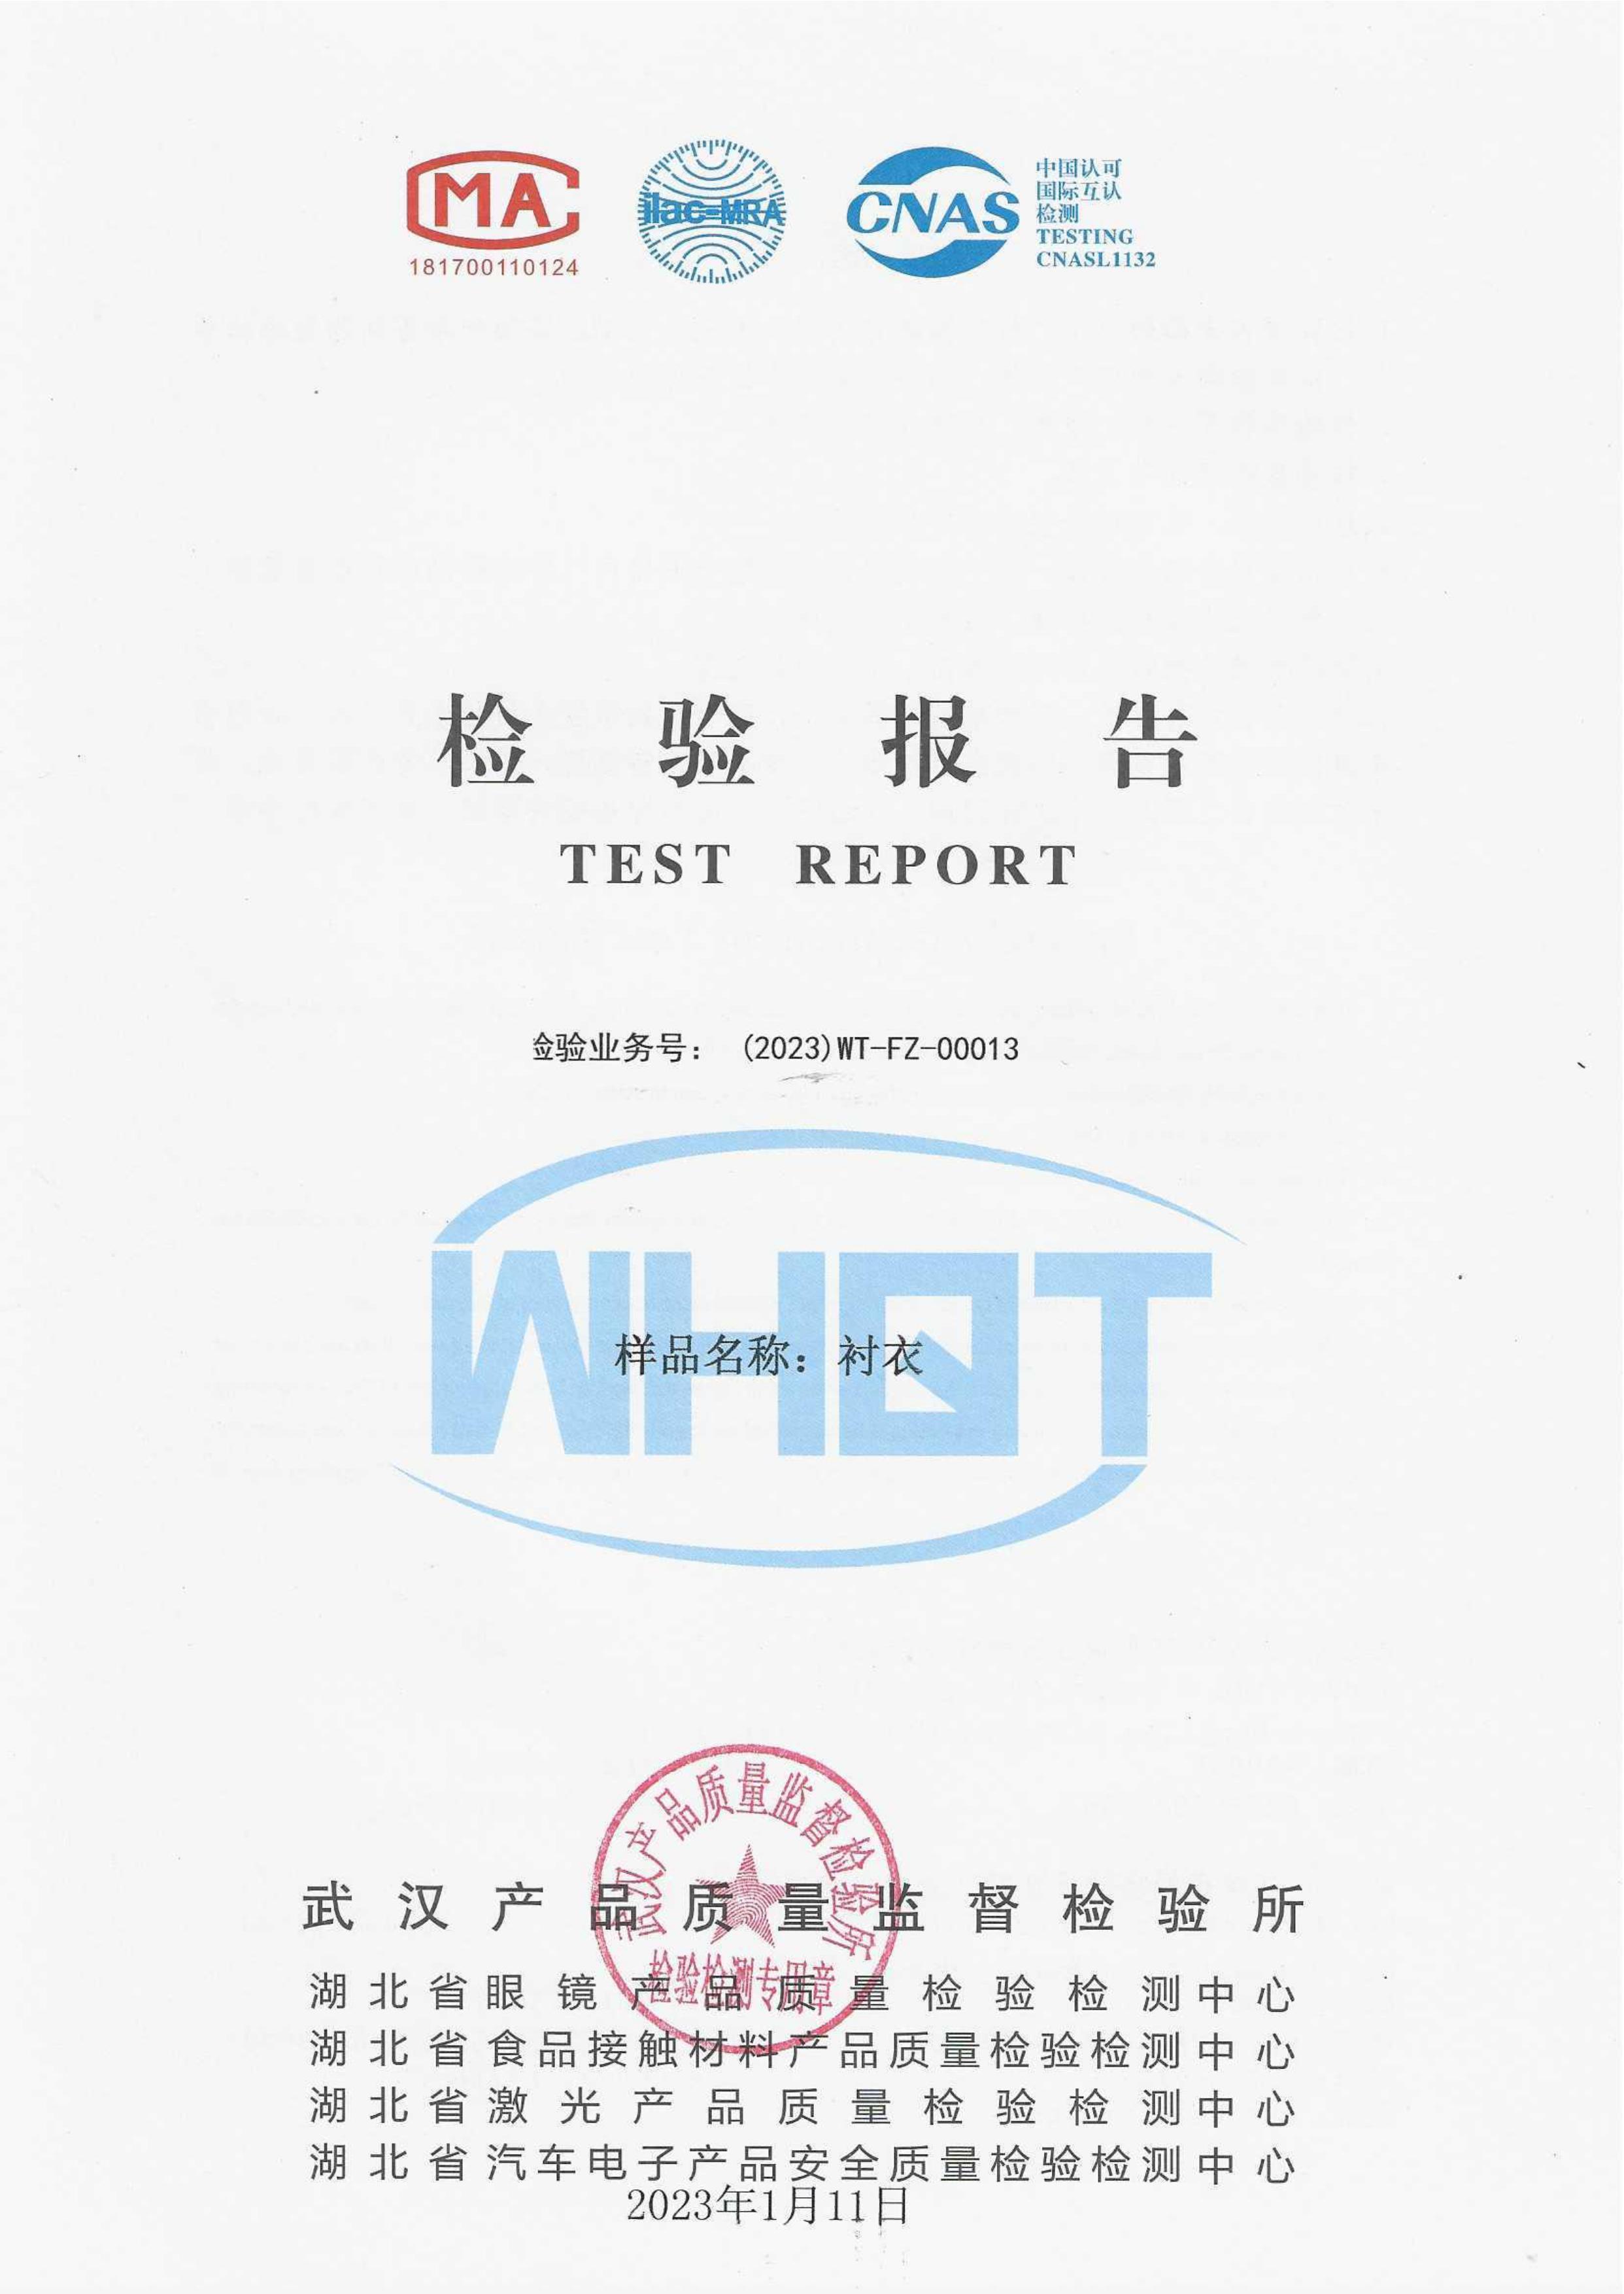 MA
181700110124
ilac-MRA
CNAS
中国认可
国际互认
检测
TESTING
CNASL1132
检验报告
TEST REPORT
检验业务号： (2023)WT-FZ-00013
WHQT
样品名称：衬衣
武汉产品质量监督检验所
检验检测专用章
武汉产品质量监督检验所
湖北省眼镜产品质量检验检测中心
湖北省食品接触材料产品质量检验检测中心
湖北省激光产品质量检验检测中心
湖北省汽车电子产品安全质量检验检测中心
2023年1月11日